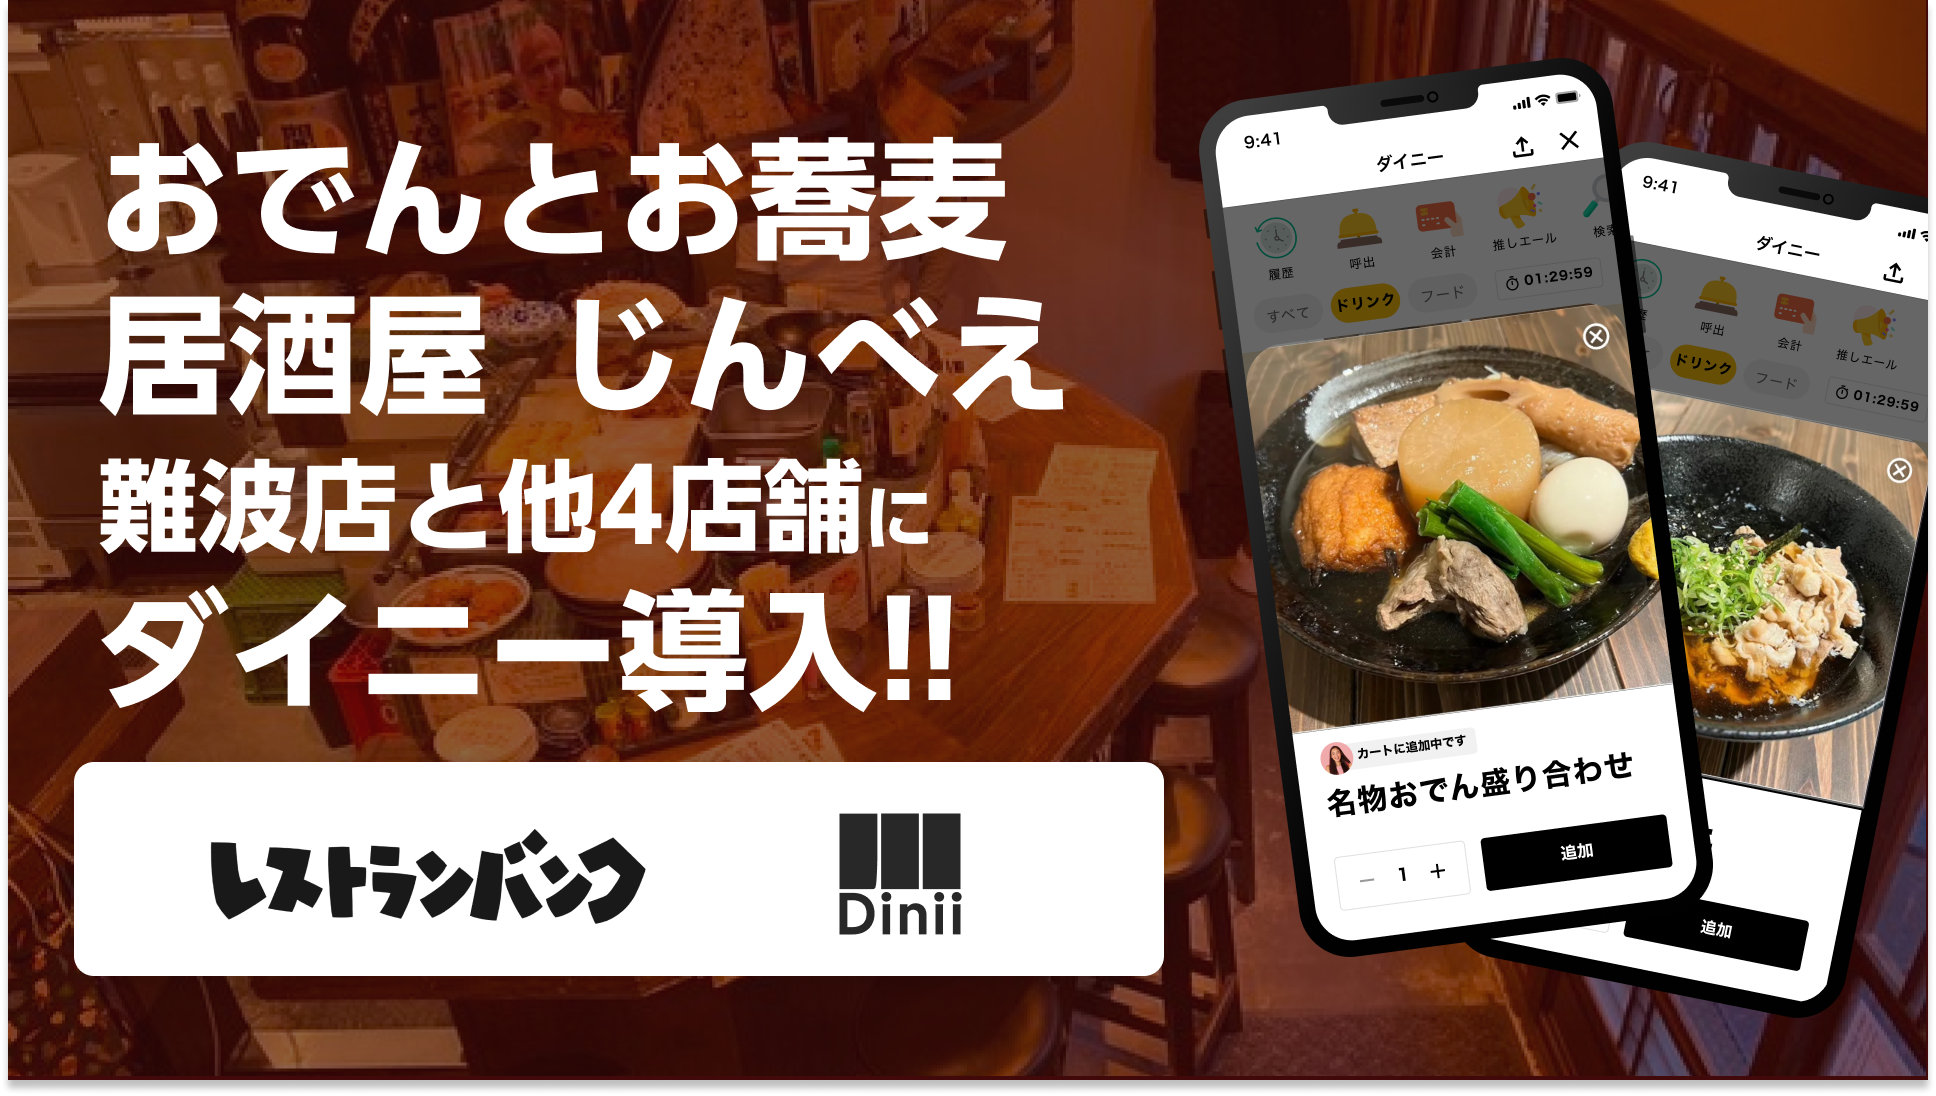 おでんとお蕎麦
居酒屋 じんべえ
難波店と他4店舗に
ダイニー導入!!
レストランバンク
Dinii
9:41
ダイニー
履歴
呼出
会計
推しエール
検索
すべて
ドリンク
フード
01:29:59
カートに追加中です
名物おでん盛り合わせ
1
追加
9:41
ダイニー
呼出
会計
推しエール
ドリンク
フード
01:29:59
追加